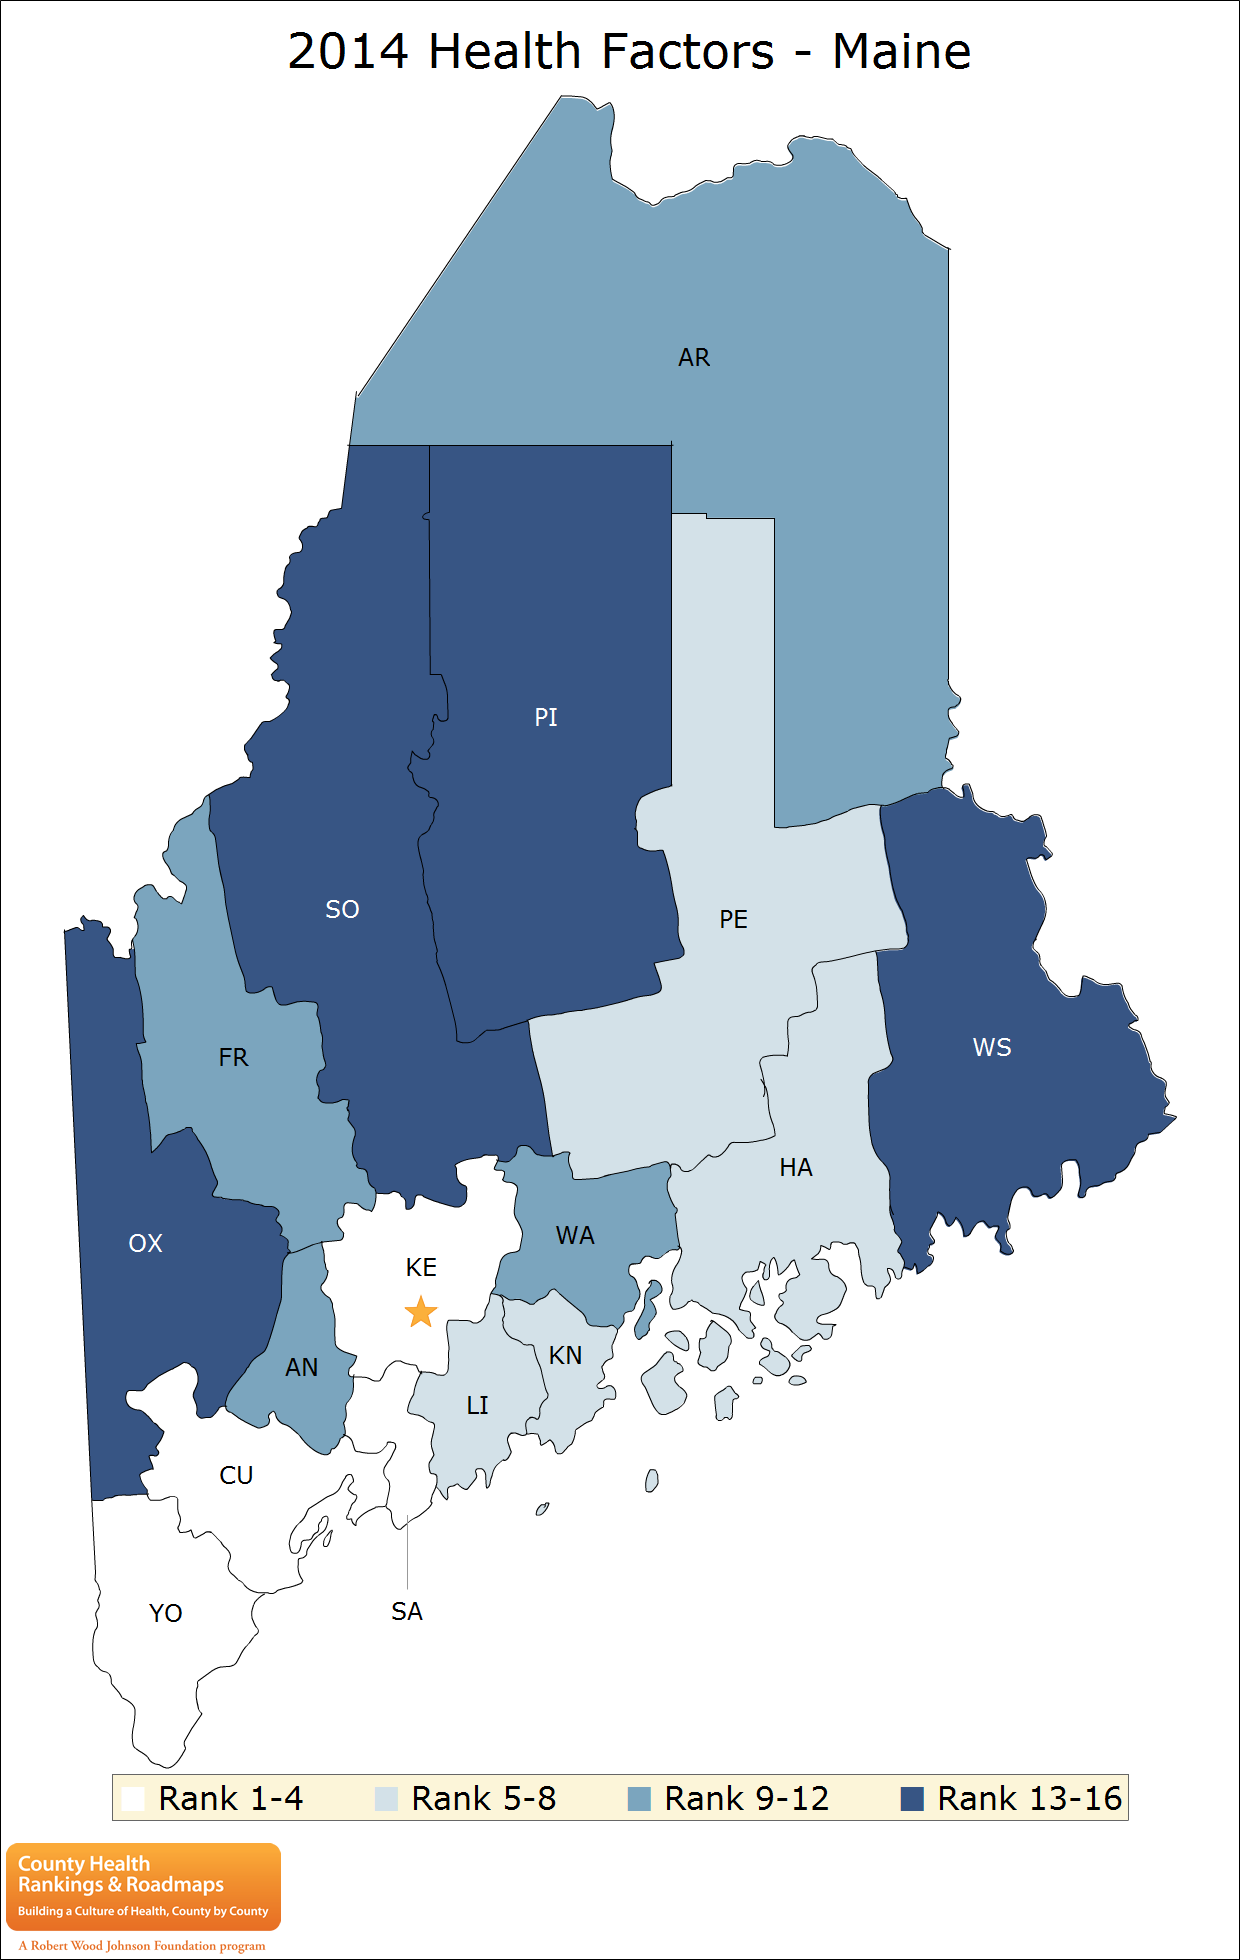 2014 Health Factors - Maine
AR
PI
SO
PE
FR
WS
HA
OX
WA
KE
KN
AN
LI
CU
SA
YO
Rank 1-4 Rank 5-8 Rank 9-12 Rank 13-16
County Health
Rankings & Roadmaps
Building a Culture of Health, County by County
A Robert Wood Johnson Foundation program